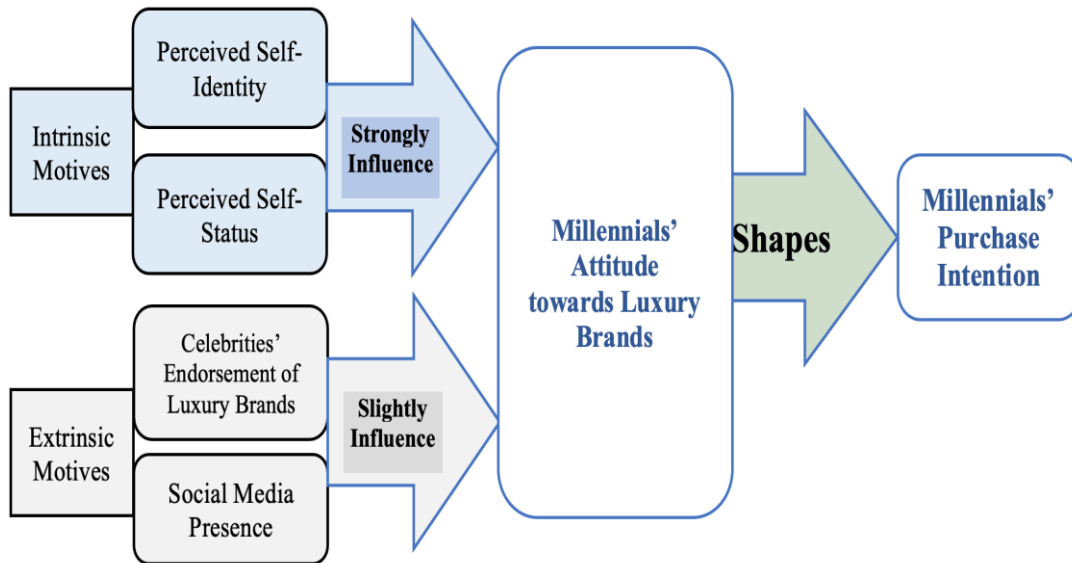 Intrinsic
Motives
Perceived Self-
Identity
Perceived Self-
Status
Strongly
Influence
Extrinsic
Motives
Celebrities’
Endorsement of
Luxury Brands
Social Media
Presence
Slightly
Influence
Millennials’
Attitude
towards Luxury
Brands
Shapes
Millennials’
Purchase
Intention